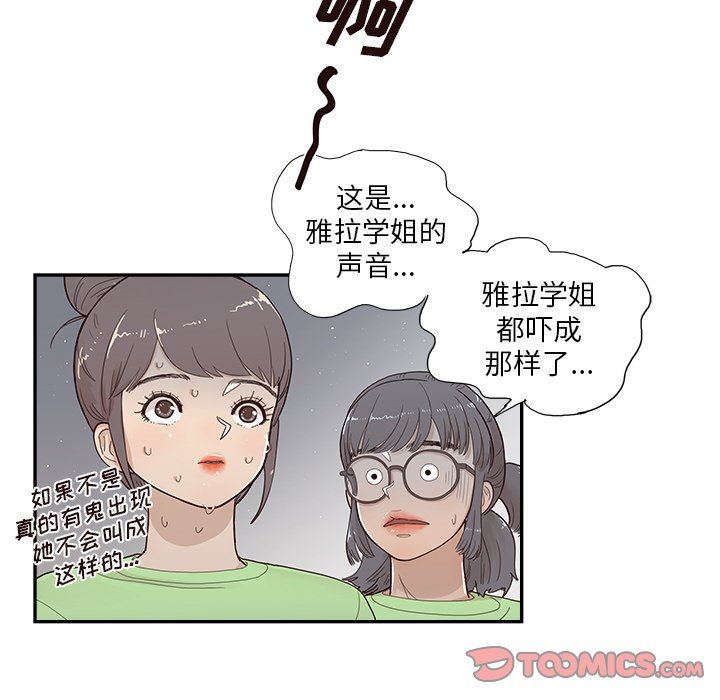 啊
这是...
雅拉学姐的
声音...
雅拉学姐
都吓成
那样了...
如果不是
真的有鬼出现
她不会叫成
这样的...
TOOMICS.COM